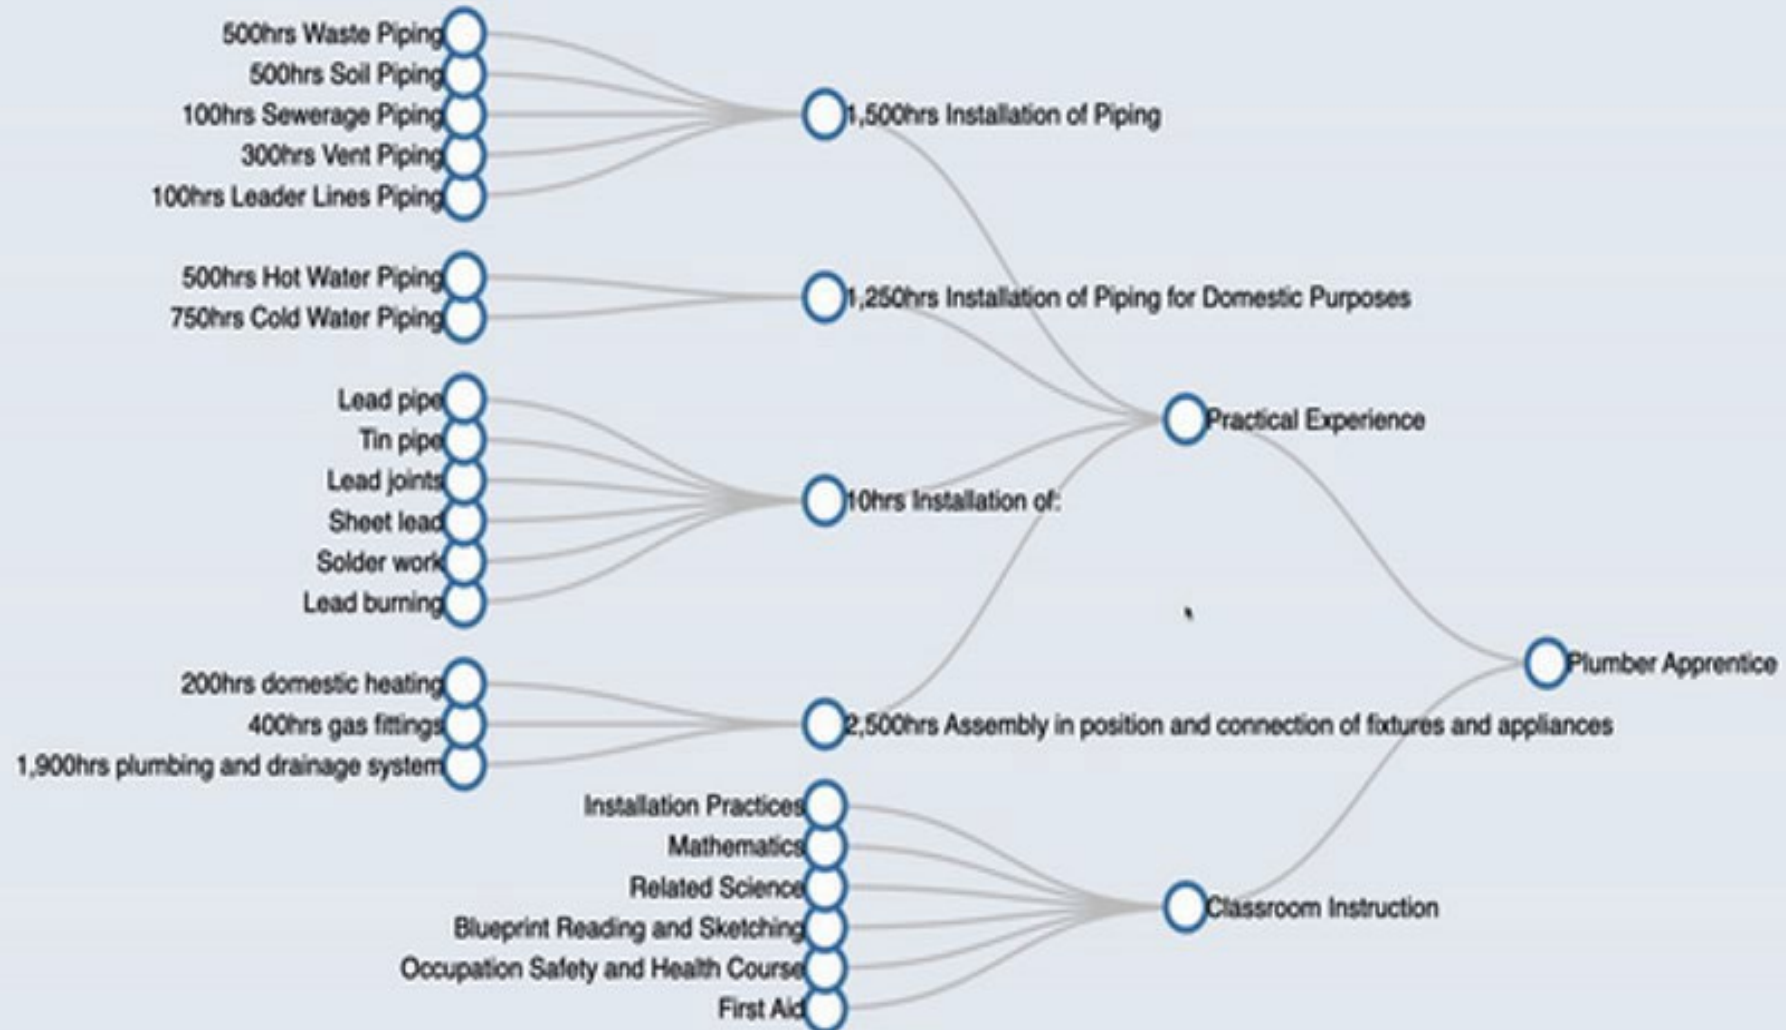 500hrs Waste Piping
500hrs Soil Piping
100hrs Sewerage Piping
300hrs Vent Piping
100hrs Leader Lines Piping
1,500hrs Installation of Piping
500hrs Hot Water Piping
750hrs Cold Water Piping
1,250hrs Installation of Piping for Domestic Purposes
Lead pipe
Tin pipe
Lead joints
Sheet lead
Solder work
Lead burning
10hrs Installation of:
Practical Experience
200hrs domestic heating
400hrs gas fittings
1,900hrs plumbing and drainage system
2,500hrs Assembly in position and connection of fixtures and appliances
Plumber Apprentice
Installation Practices
Mathematics
Related Science
Blueprint Reading and Sketching
Occupation Safety and Health Course
First Aid
Classroom Instruction